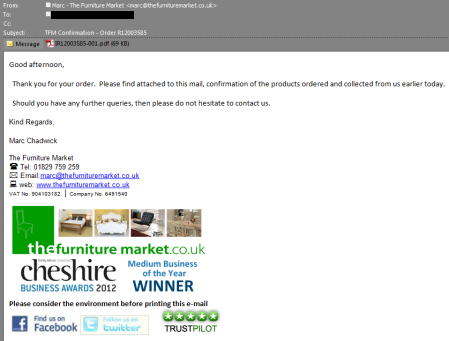 From: Marc - The Furniture Market <marc@thefurnituremarket.co.uk>
To:
Cc:
Subject: TFM Confirmation - Order R12003585
Message R12003585-001.pdf (69 KB)
Good afternoon,
Thank you for your order. Please find attached to this mail, confirmation of the products ordered and collected from us earlier today.
Should you have any further queries, then please do not hesitate to contact us.
Kind Regards,
Marc Chadwick
The Furniture Market
Tel: 01829 759 259
Email:marc@thefurnituremarket.co.uk
web: www.thefurnituremarket.co.uk
VAT No. 904103182 | Company No. 6491540
thefurniture market.co.uk
cheshire
BUSINESS AWARDS 2012
Medium Business
of the Year
WINNER
Please consider the environment before printing this e-mail
Find us on
Facebook
Follow us on
twitter
TRUSTPILOT